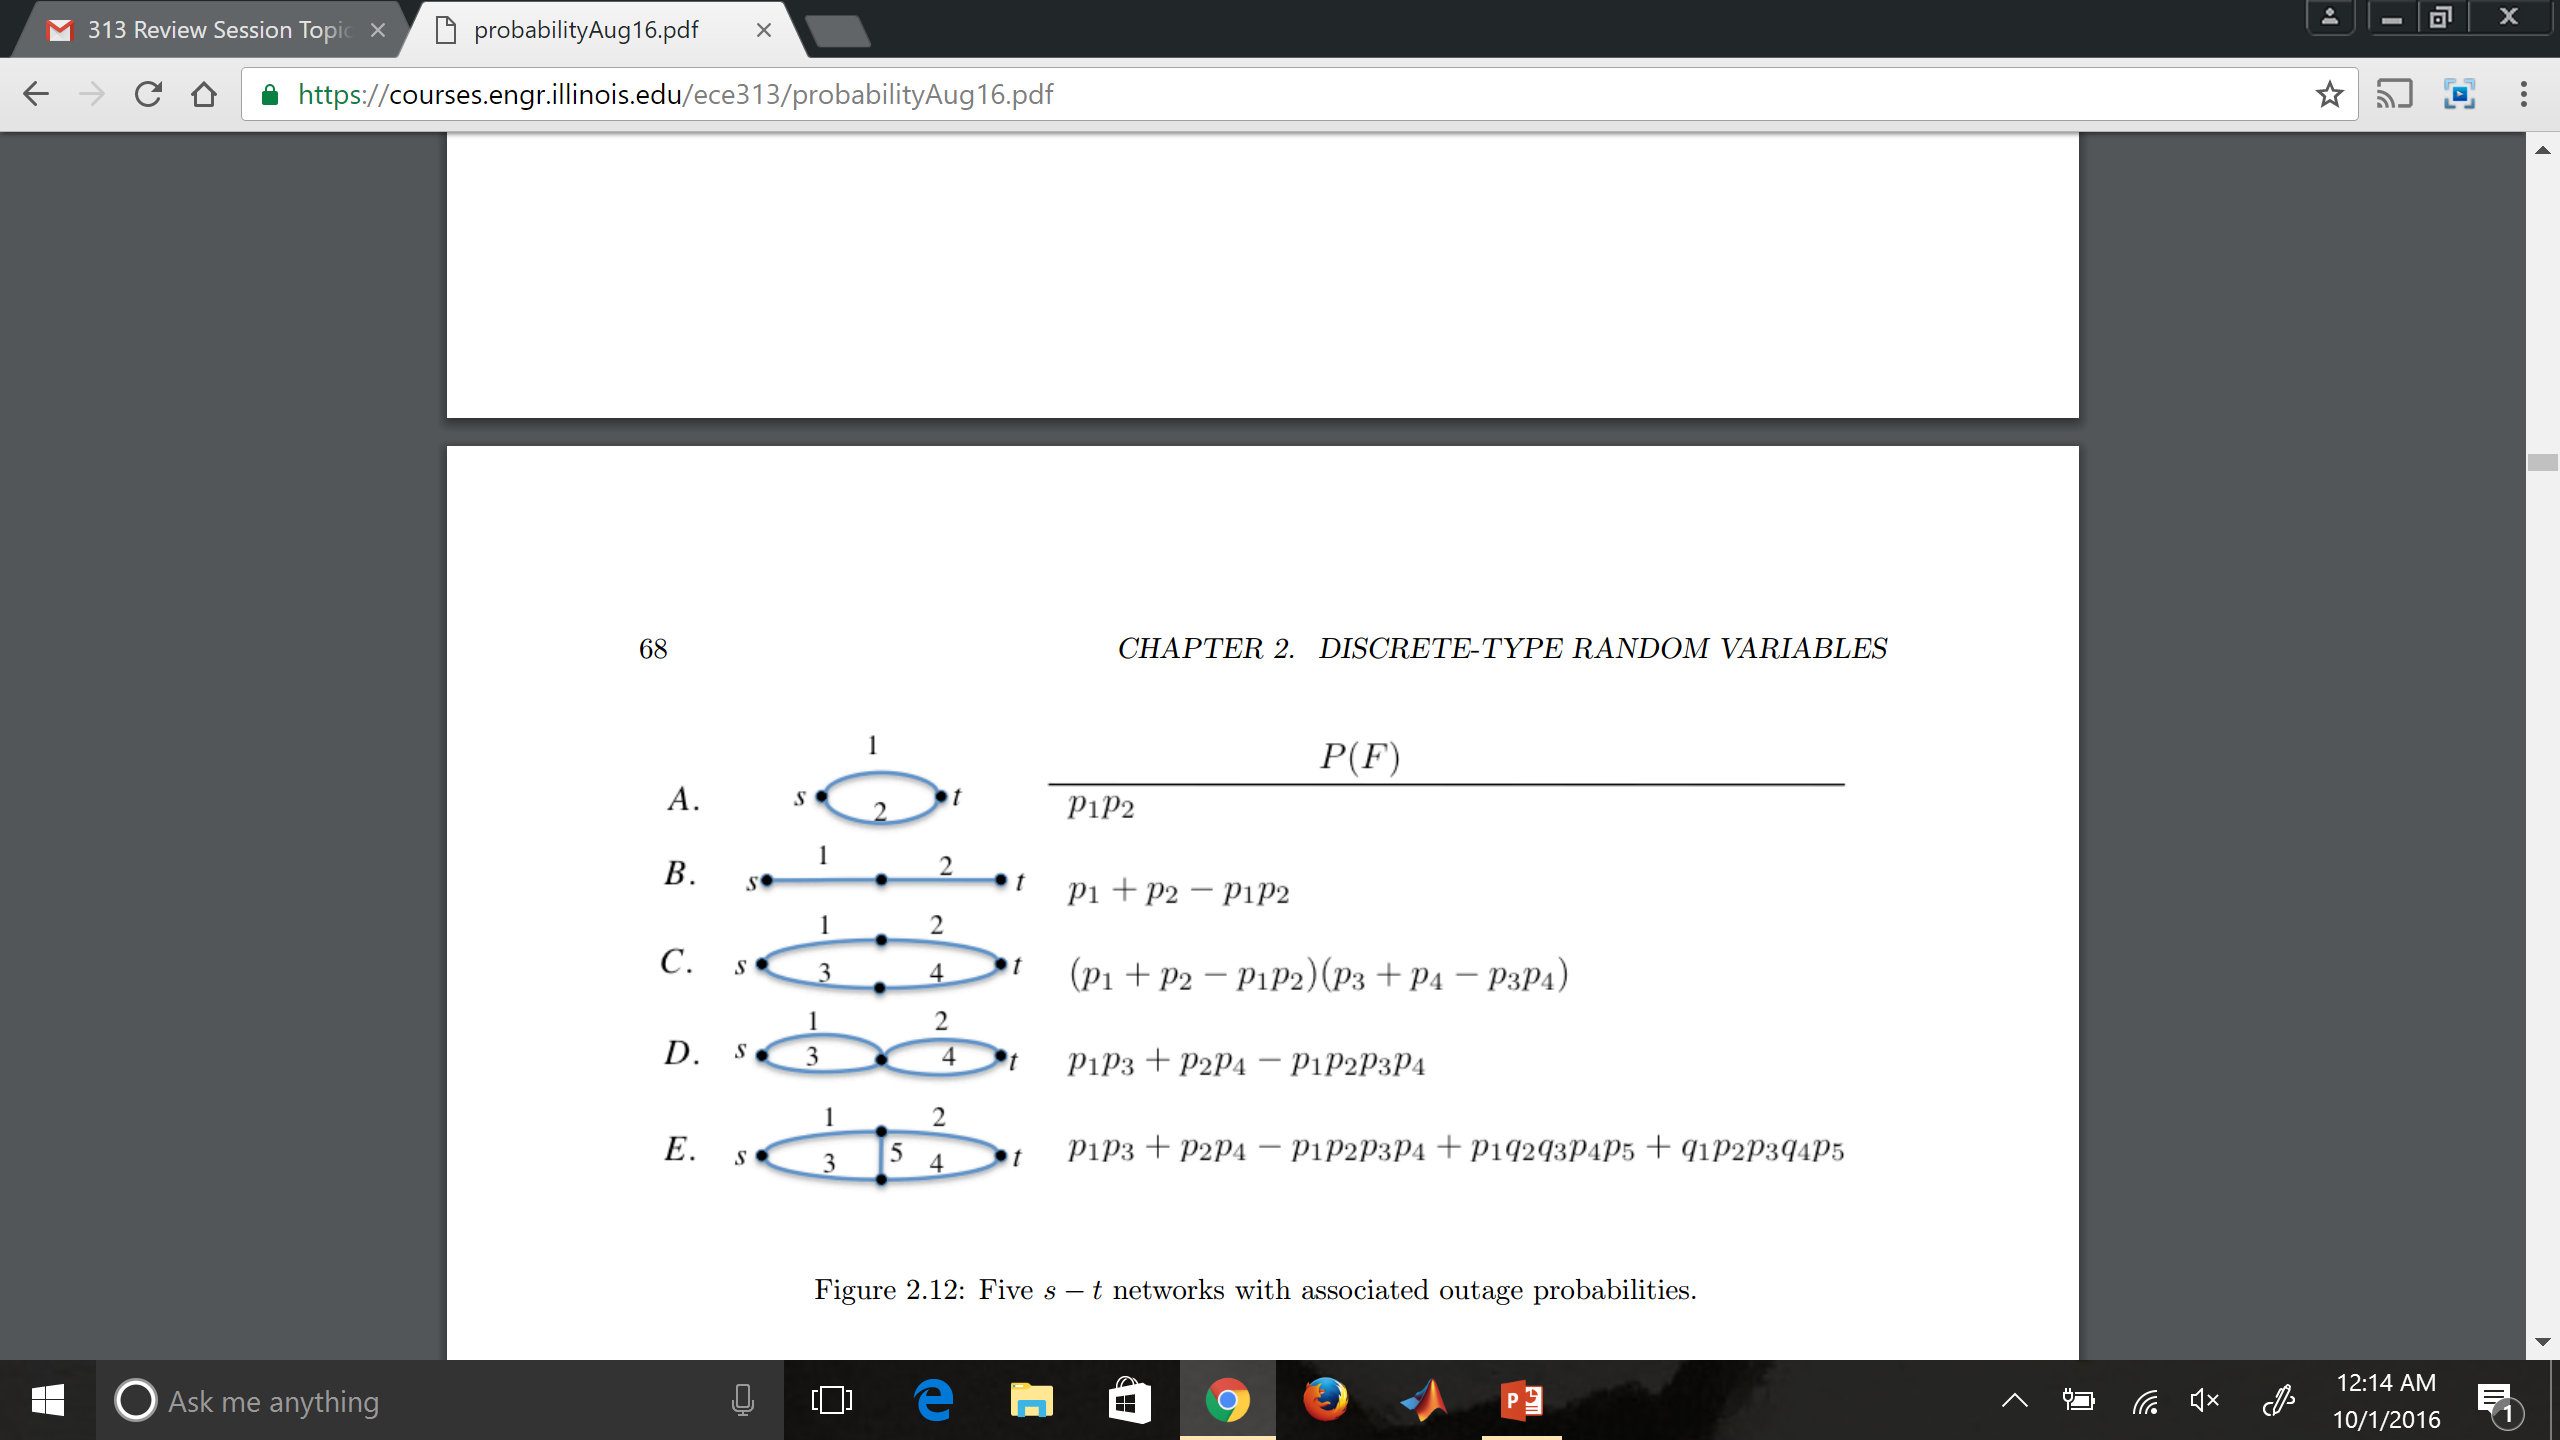 313 Review Session Topic
probabilityAug16.pdf
https://courses.engr.illinois.edu/ece313/probabilityAug16.pdf
68 CHAPTER 2. DISCRETE-TYPE RANDOM VARIABLES
P(F)
A. s 1 2 t p₁p₂
B. s 1 2 t p₁ + p₂ − p₁p₂
C. s 1 2 3 4 t (p₁ + p₂ − p₁p₂)(p₃ + p₄ − p₃p₄)
D. s 1 2 3 4 t p₁p₃ + p₂p₄ − p₁p₂p₃p₄
E. s 1 2 3 5 4 t p₁p₃ + p₂p₄ − p₁p₂p₃p₄ + p₁q₂q₃p₄p₅ + q₁p₂p₃q₄p₅
Figure 2.12: Five s − t networks with associated outage probabilities.
Ask me anything
12:14 AM
10/1/2016
1